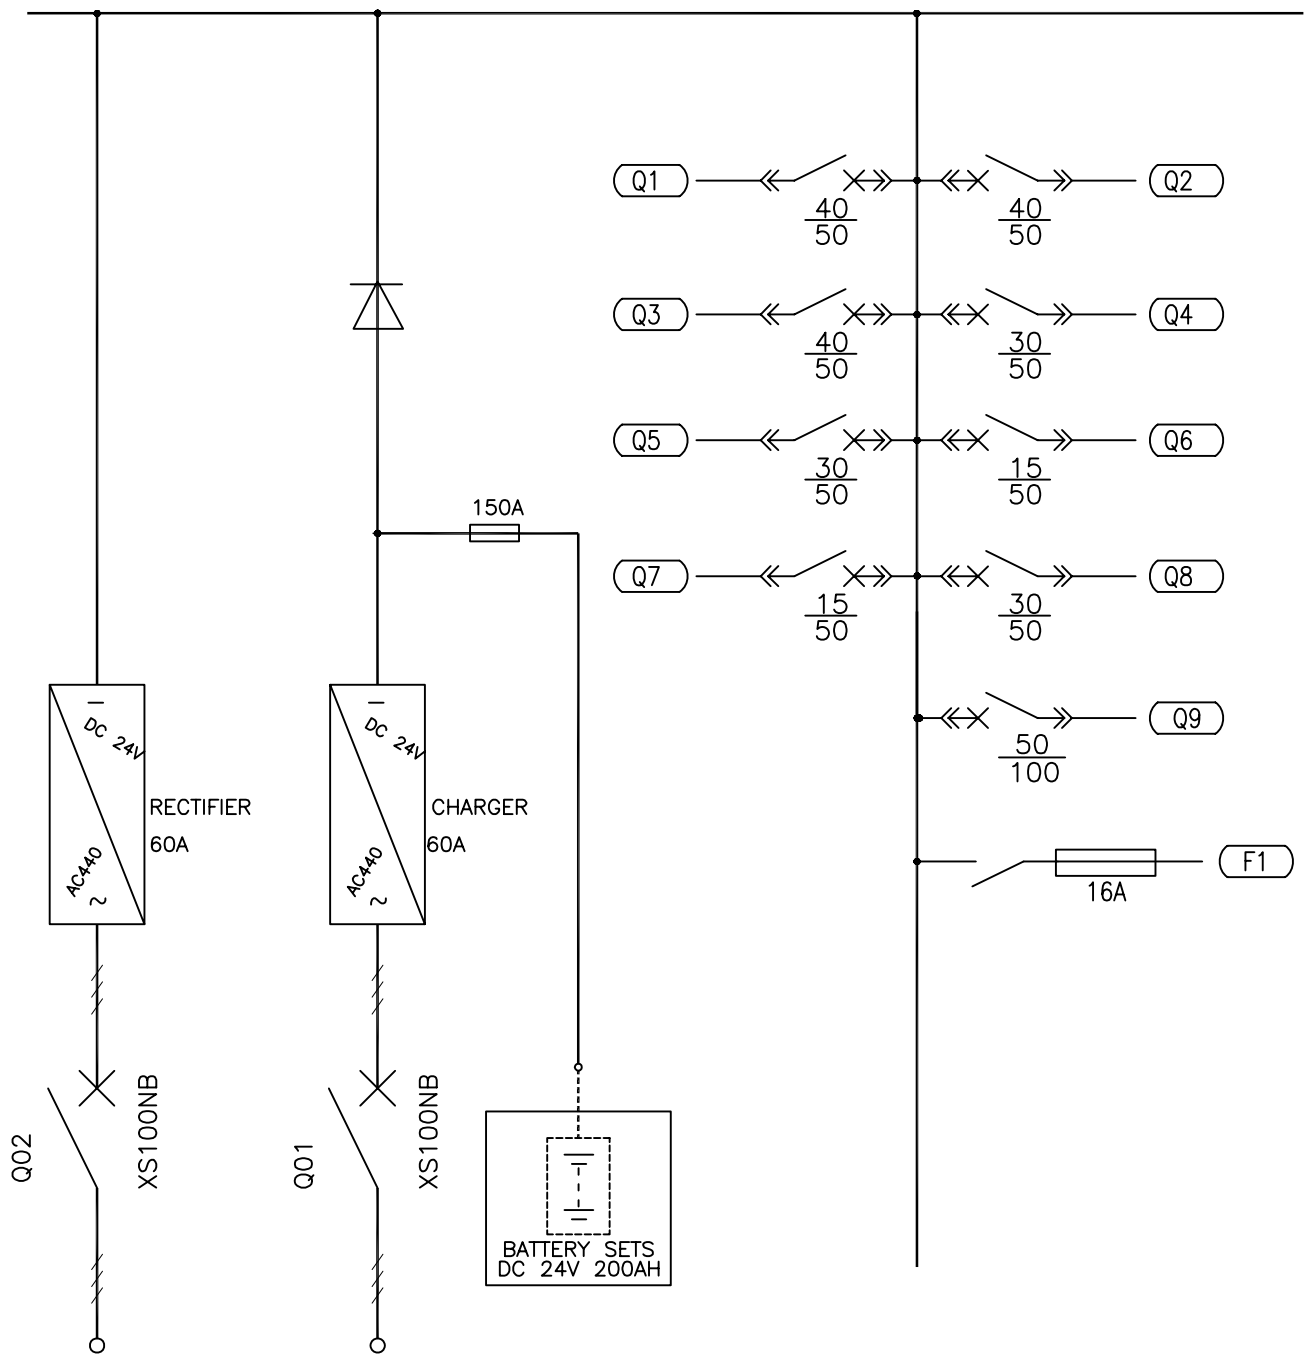 Q1
40
50
40
50
Q2
Q3
40
50
30
50
Q4
Q5
30
50
15
50
Q6
150A
Q7
15
50
30
50
Q8
DC 24V
AC440
~
RECTIFIER
60A
DC 24V
AC440
~
CHARGER
60A
50
100
Q9
16A
F1
Q02
XS100NB
Q01
XS100NB
BATTERY SETS
DC 24V 200AH